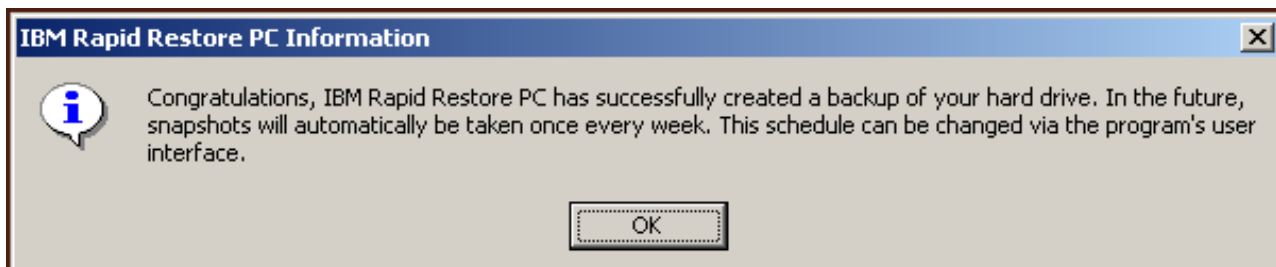 IBM Rapid Restore PC Information
Congratulations, IBM Rapid Restore PC has successfully created a backup of your hard drive. In the future,
snapshots will automatically be taken once every week. This schedule can be changed via the program's user
interface.
OK